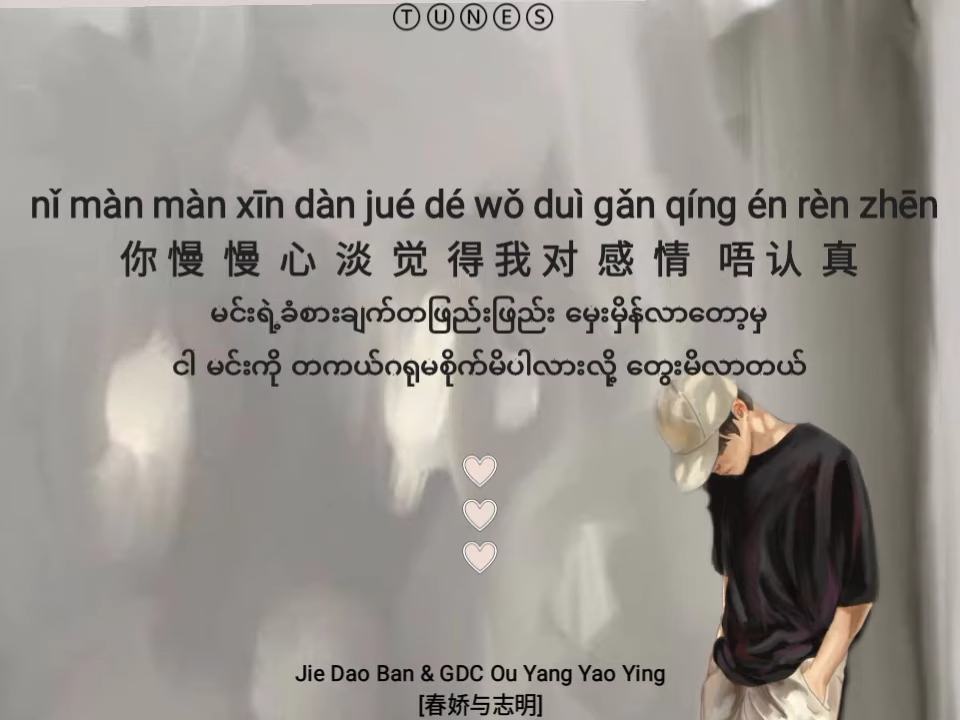 ⓉⓊⓃⒺⓈ
nǐ màn màn xīn dàn jué dé wǒ duì gǎn qíng én rèn zhēn
你 慢 慢 心 淡 觉 得 我 对 感 情 唔 认 真
မင်းရဲ့ခံစားချက်တဖြည်းဖြည်း မှေးမှိန်လာတော့မှ
ငါ မင်းကို တကယ်ဂရုမစိုက်မိပါလားလို့ တွေးမိလာတယ်
Jie Dao Ban & GDC Ou Yang Yao Ying
[春娇与志明]